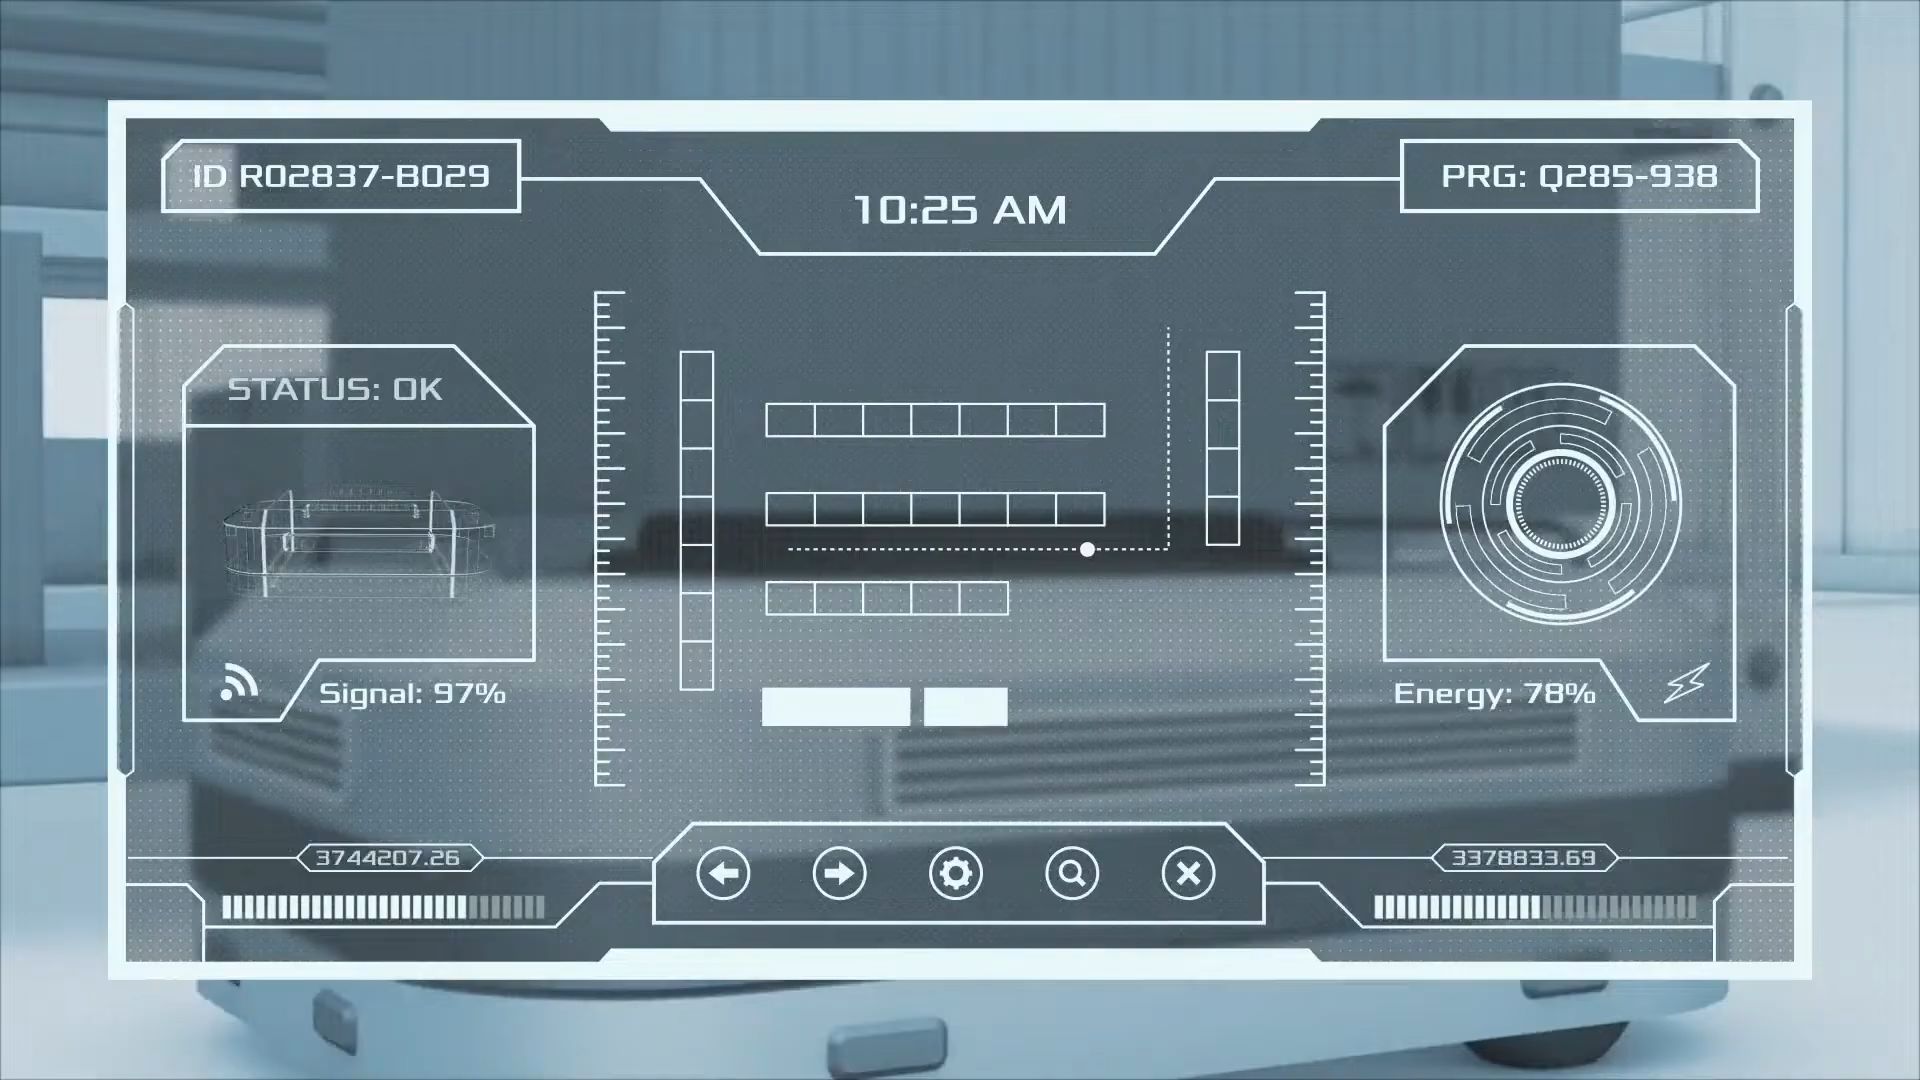 ID R02837-B029
10:25 AM
PRG: Q285-938
STATUS: OK
Signal: 97%
Energy: 78%
3744207.26
3378833.69